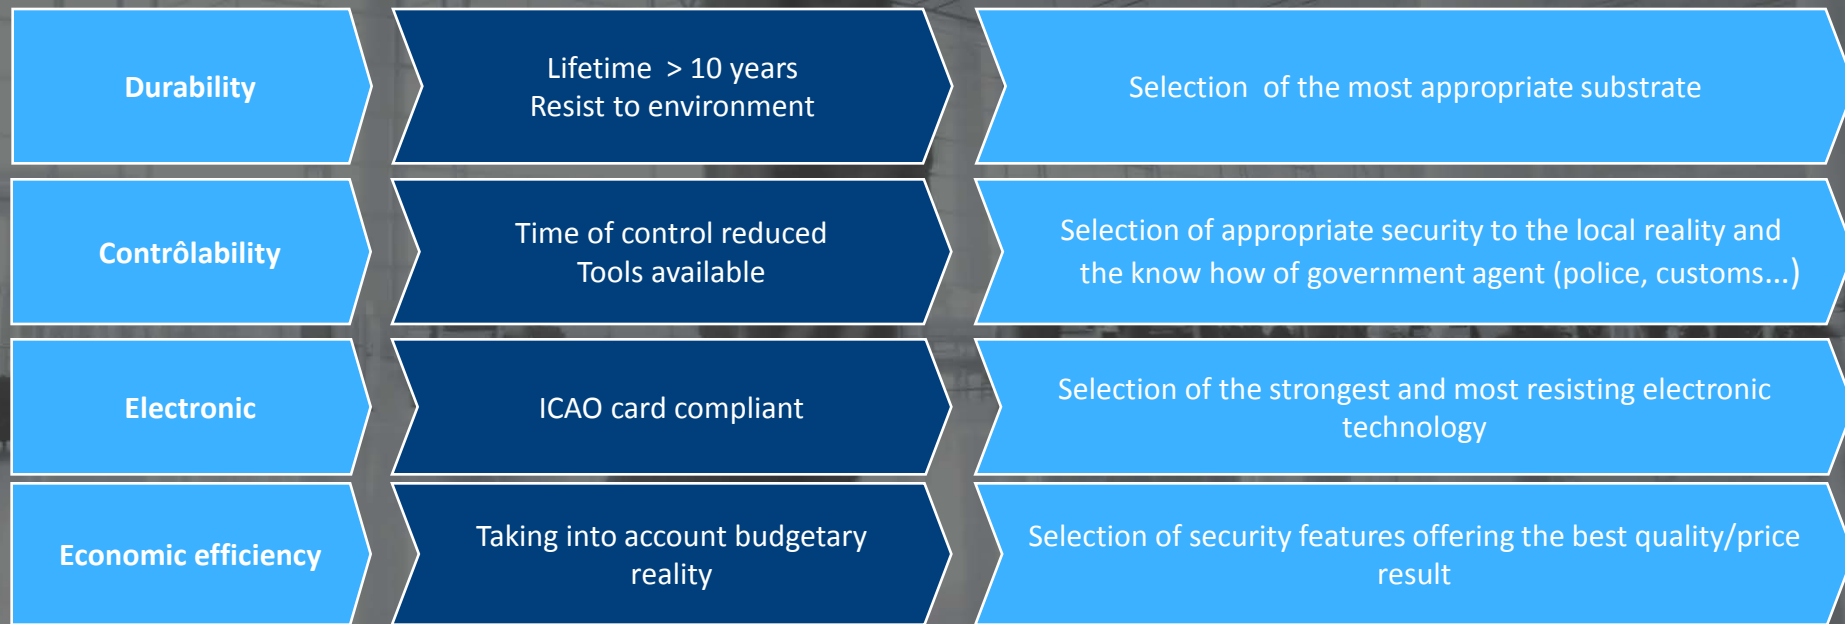 Durability
Lifetime > 10 years
Resist to environment
Selection of the most appropriate substrate
Contrôlability
Time of control reduced
Tools available
Selection of appropriate security to the local reality and
the know how of government agent (police, customs...)
Electronic
ICAO card compliant
Selection of the strongest and most resisting electronic
technology
Economic efficiency
Taking into account budgetary
reality
Selection of security features offering the best quality/price
result